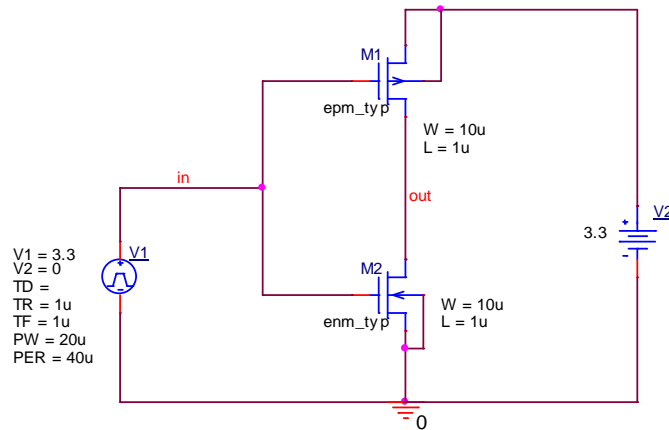 M1
epm_typ
W = 10u
L = 1u
in
out
V2
3.3
V1
V1 = 3.3
V2 = 0
TD =
TR = 1u
TF = 1u
PW = 20u
PER = 40u
M2
enm_typ
W = 10u
L = 1u
0